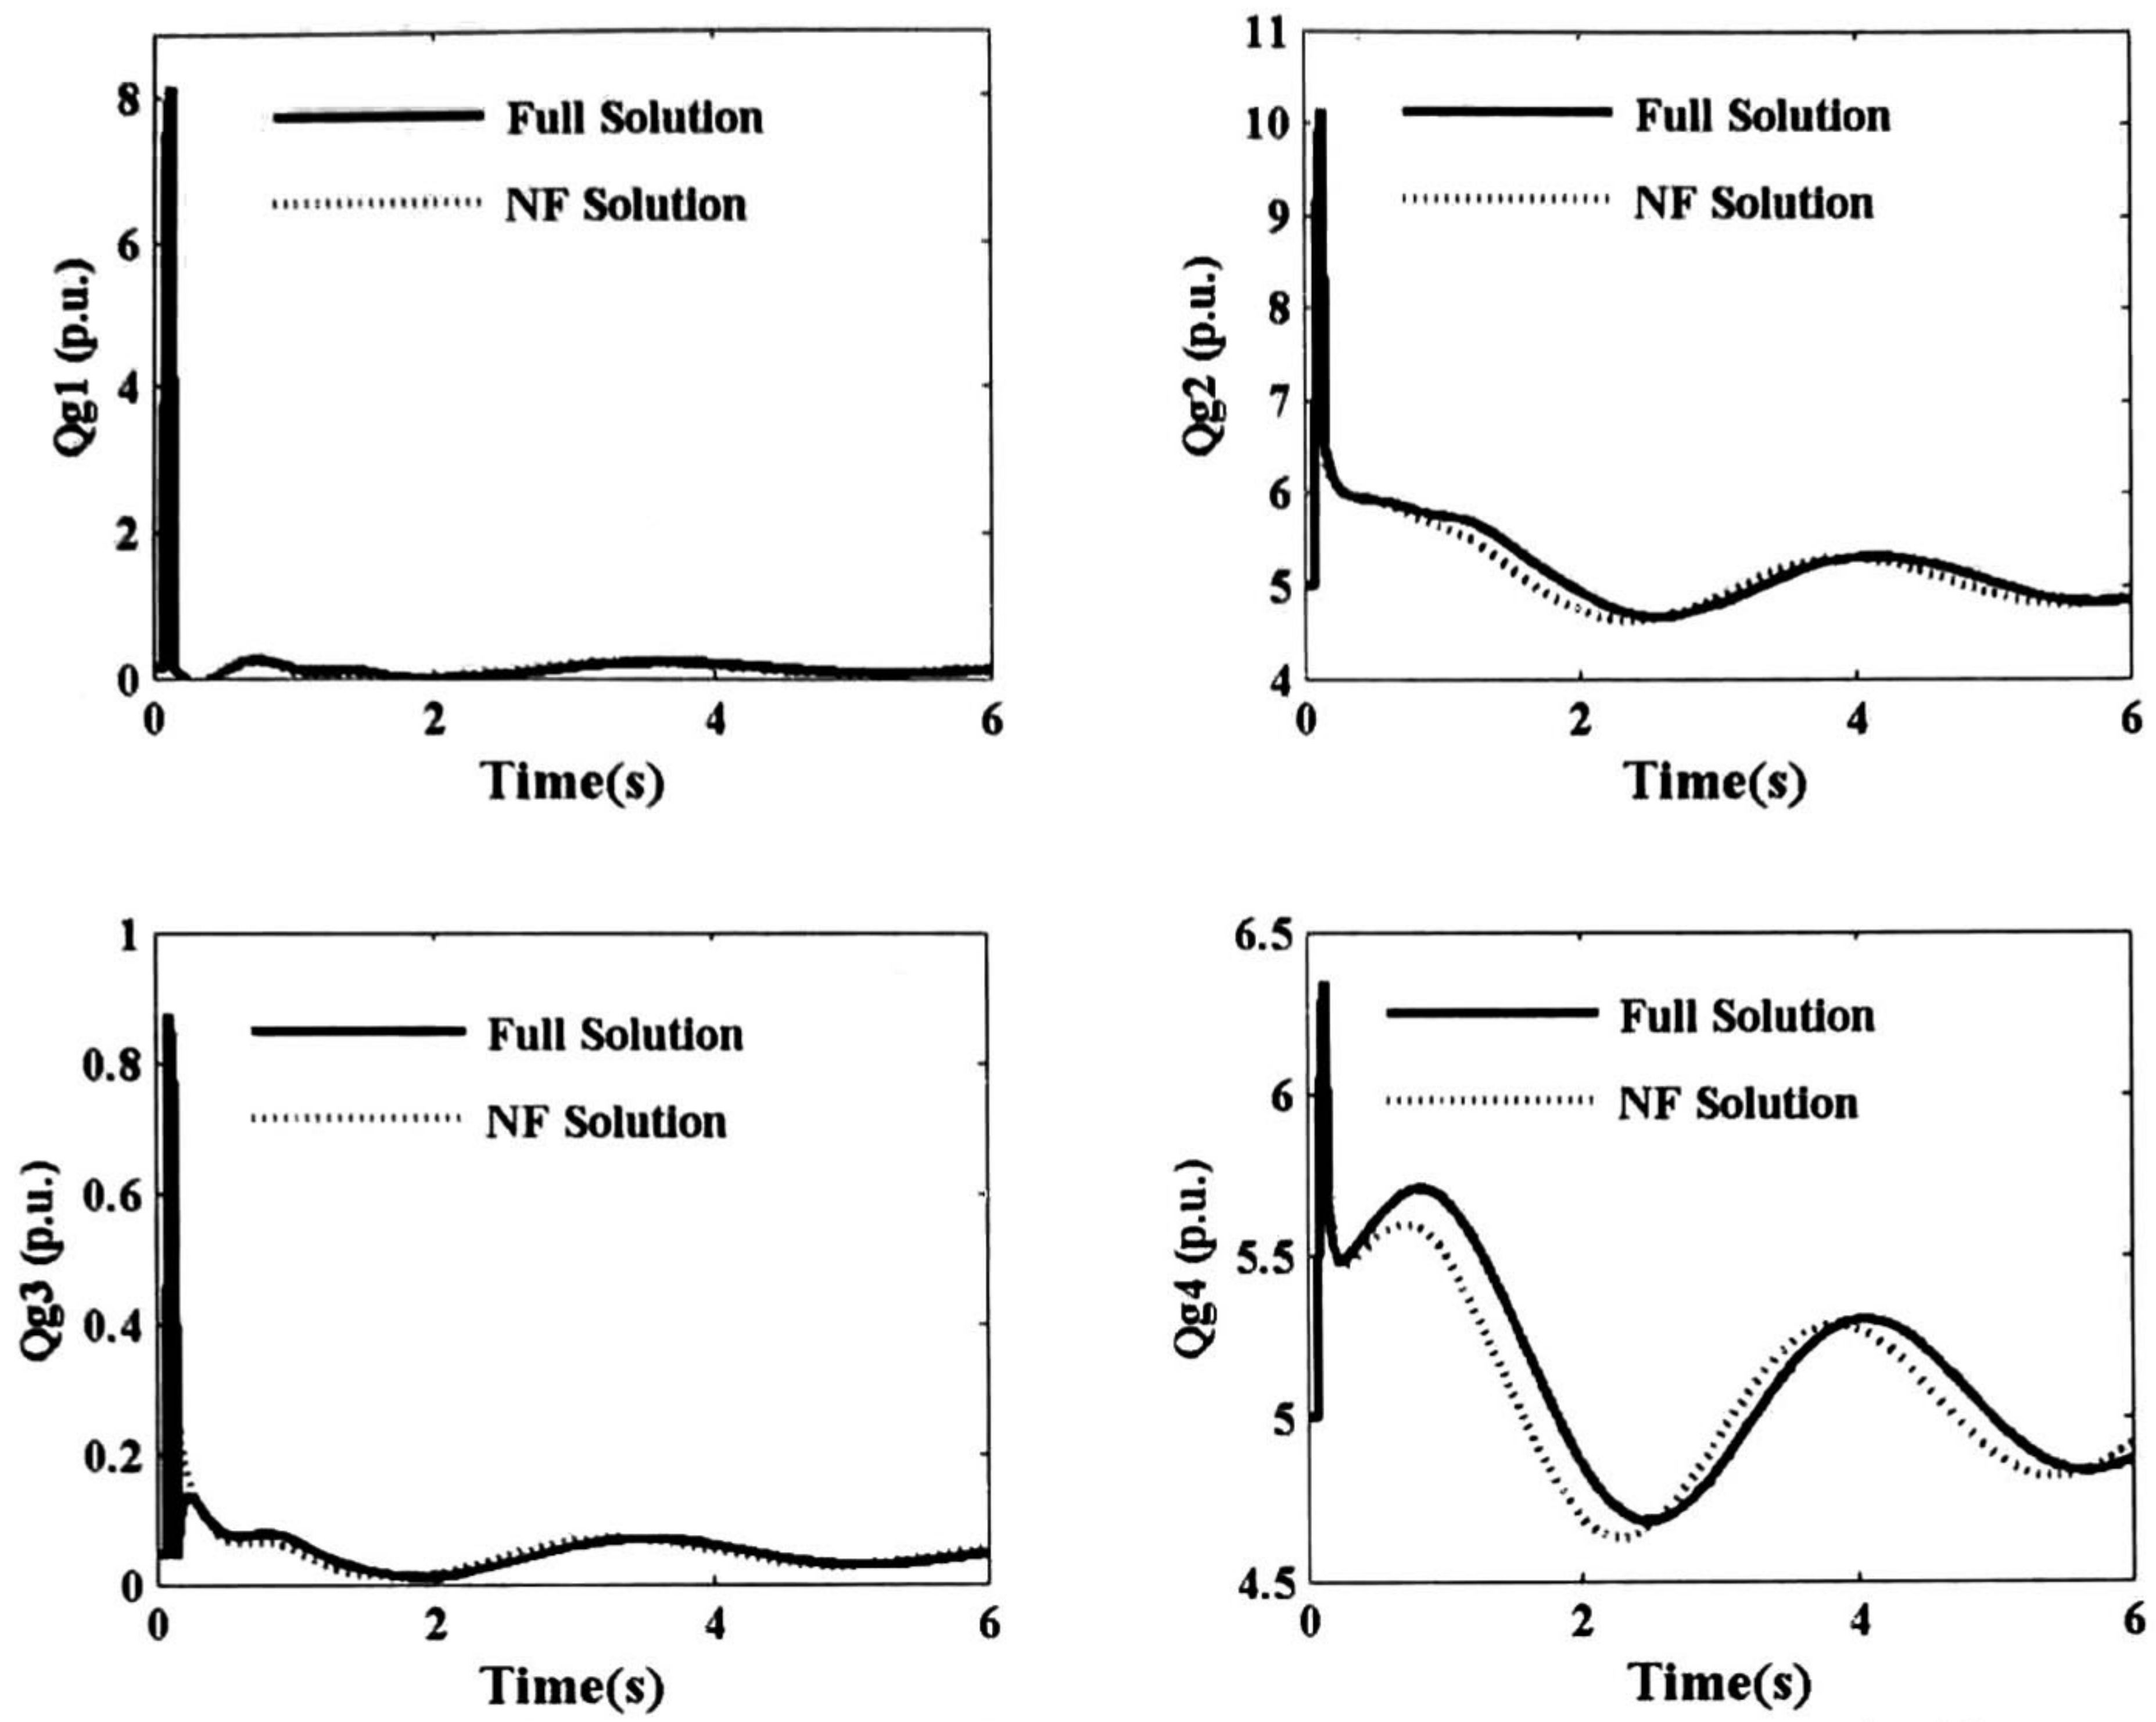 8
6
4
2
0
Qg1 (p.u.)
Full Solution
NF Solution
0 2 4 6
Time(s)
11
10
9
8
7
6
5
4
Qg2 (p.u.)
Full Solution
NF Solution
0 2 4 6
Time(s)
1
0.8
0.6
0.4
0.2
0
Qg3 (p.u.)
Full Solution
NF Solution
0 2 4 6
Time(s)
6.5
6
5.5
5
4.5
Qg4 (p.u.)
Full Solution
NF Solution
0 2 4 6
Time(s)